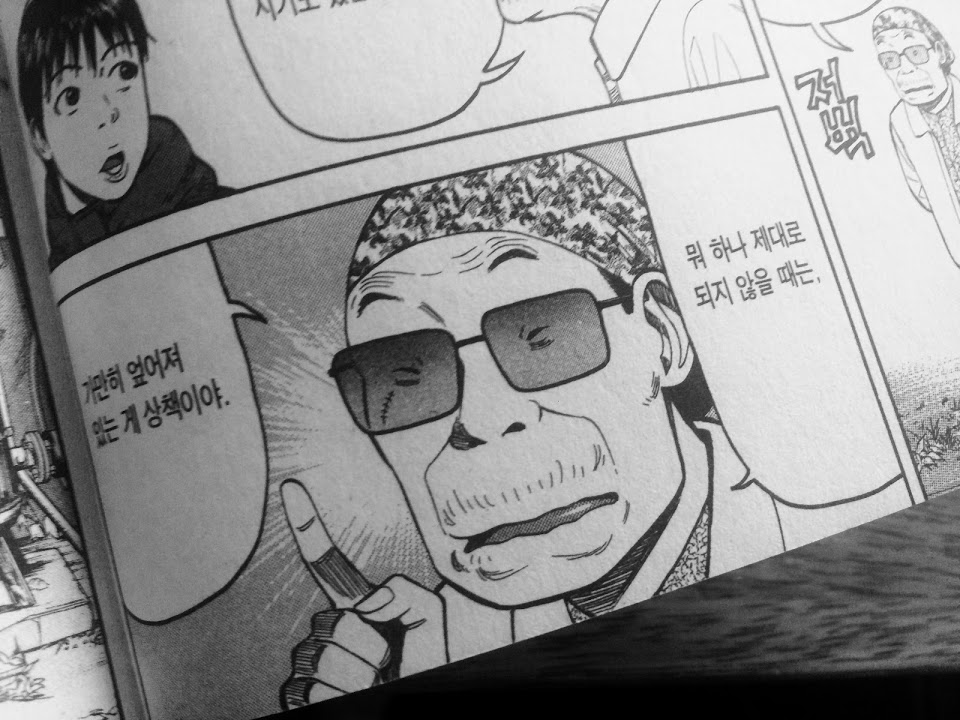 저벅
뭐 하나 제대로
되지 않을 때는,
가만히 엎어져
있는 게 상책이야.